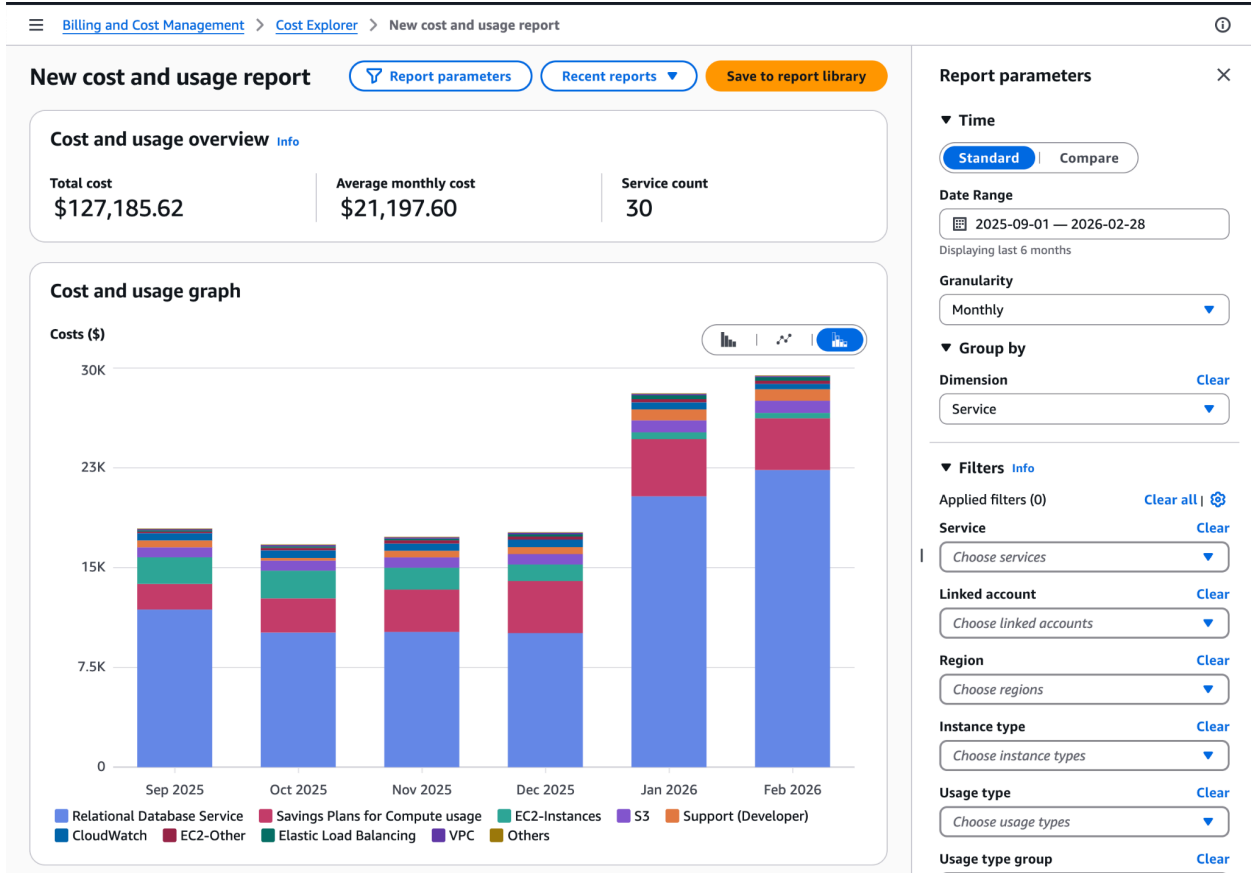 Billing and Cost Management > Cost Explorer > New cost and usage report
New cost and usage report
Report parameters
Recent reports
Save to report library
Cost and usage overview Info
Total cost
$127,185.62
Average monthly cost
$21,197.60
Service count
30
Cost and usage graph
Costs ($)
30K
23K
15K
7.5K
0
Sep 2025 Oct 2025 Nov 2025 Dec 2025 Jan 2026 Feb 2026
Relational Database Service Savings Plans for Compute usage EC2-Instances S3 Support (Developer)
CloudWatch EC2-Other Elastic Load Balancing VPC Others
Report parameters
Time
Standard | Compare
Date Range
2025-09-01 — 2026-02-28
Displaying last 6 months
Granularity
Monthly
Group by
Dimension Clear
Service
Filters Info
Applied filters (0) Clear all |
Service Clear
Choose services
Linked account Clear
Choose linked accounts
Region Clear
Choose regions
Instance type Clear
Choose instance types
Usage type Clear
Choose usage types
Usage type group Clear